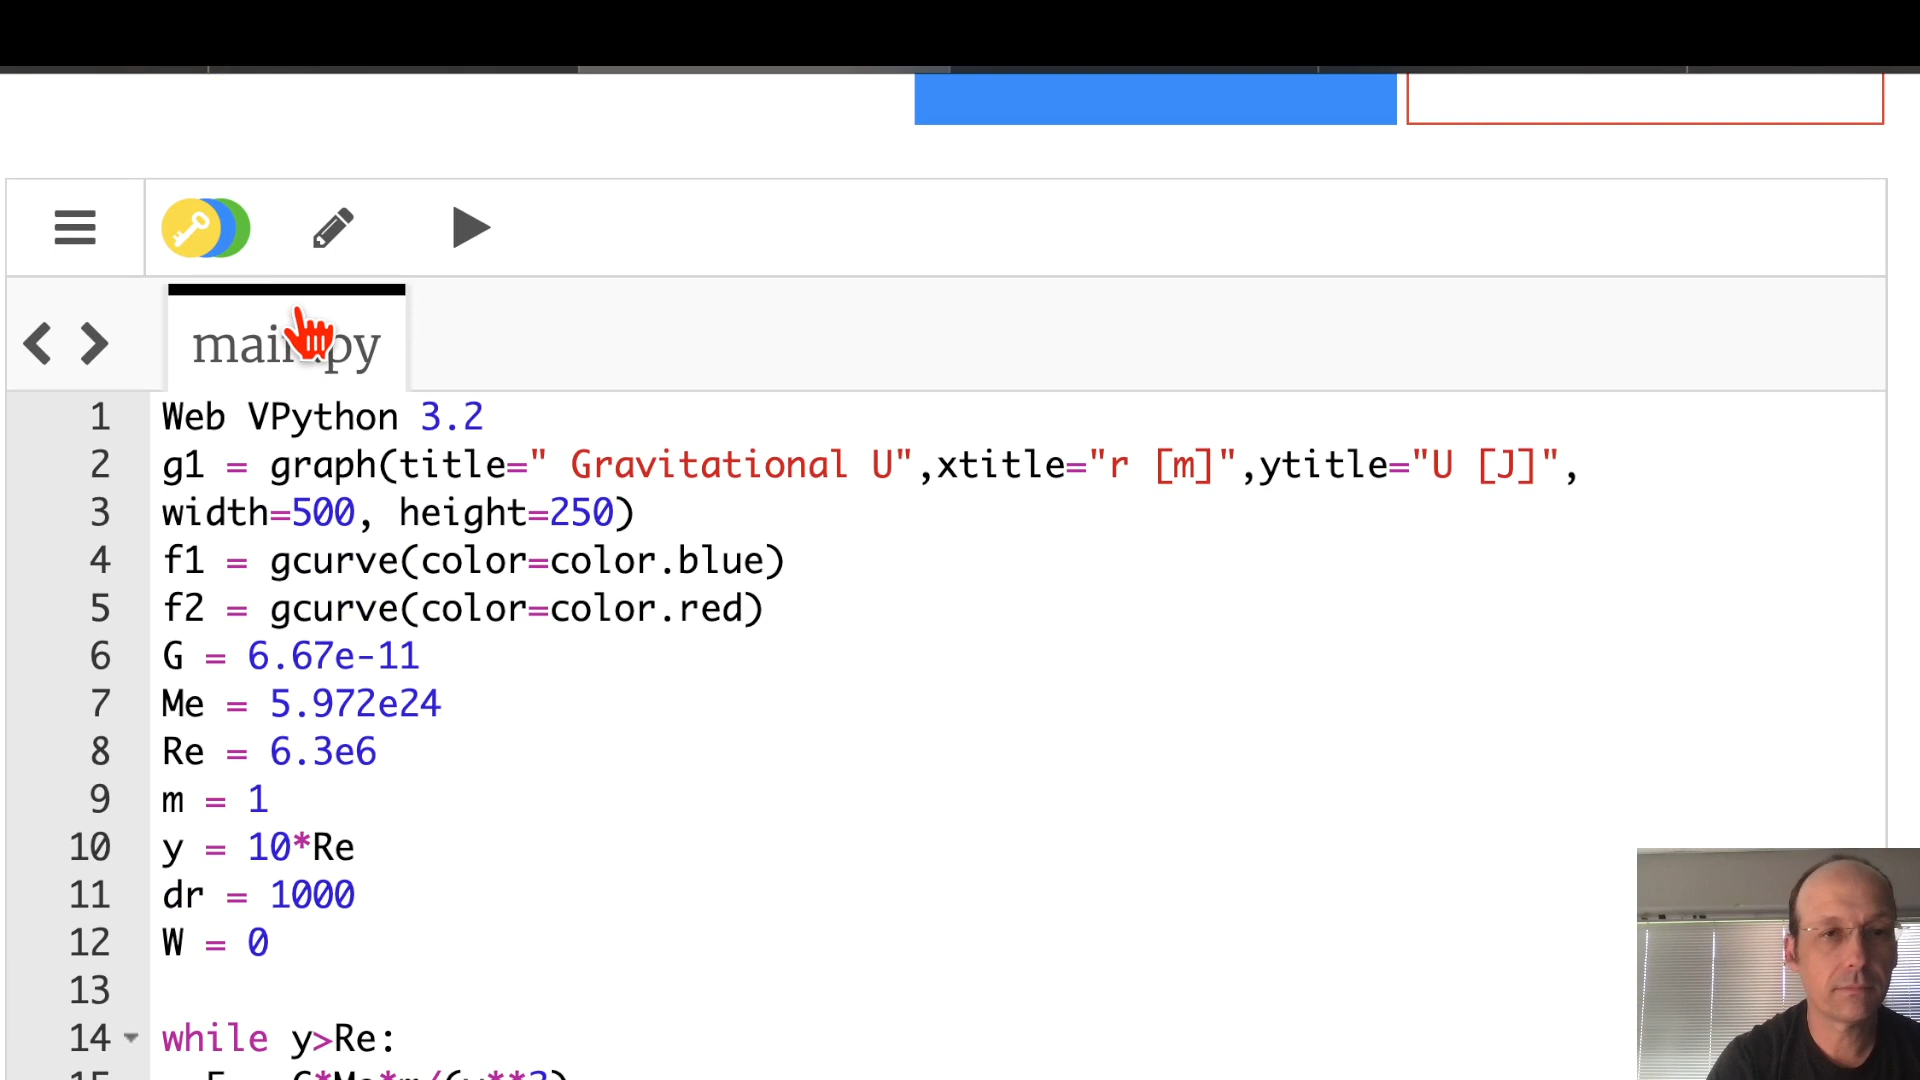 main.py
1 Web VPython 3.2
2 g1 = graph(title=" Gravitational U",xtitle="r [m]",ytitle="U [J]",
3 width=500, height=250)
4 f1 = gcurve(color=color.blue)
5 f2 = gcurve(color=color.red)
6 G = 6.67e-11
7 Me = 5.972e24
8 Re = 6.3e6
9 m = 1
10 y = 10*Re
11 dr = 1000
12 W = 0
13
14 while y>Re: